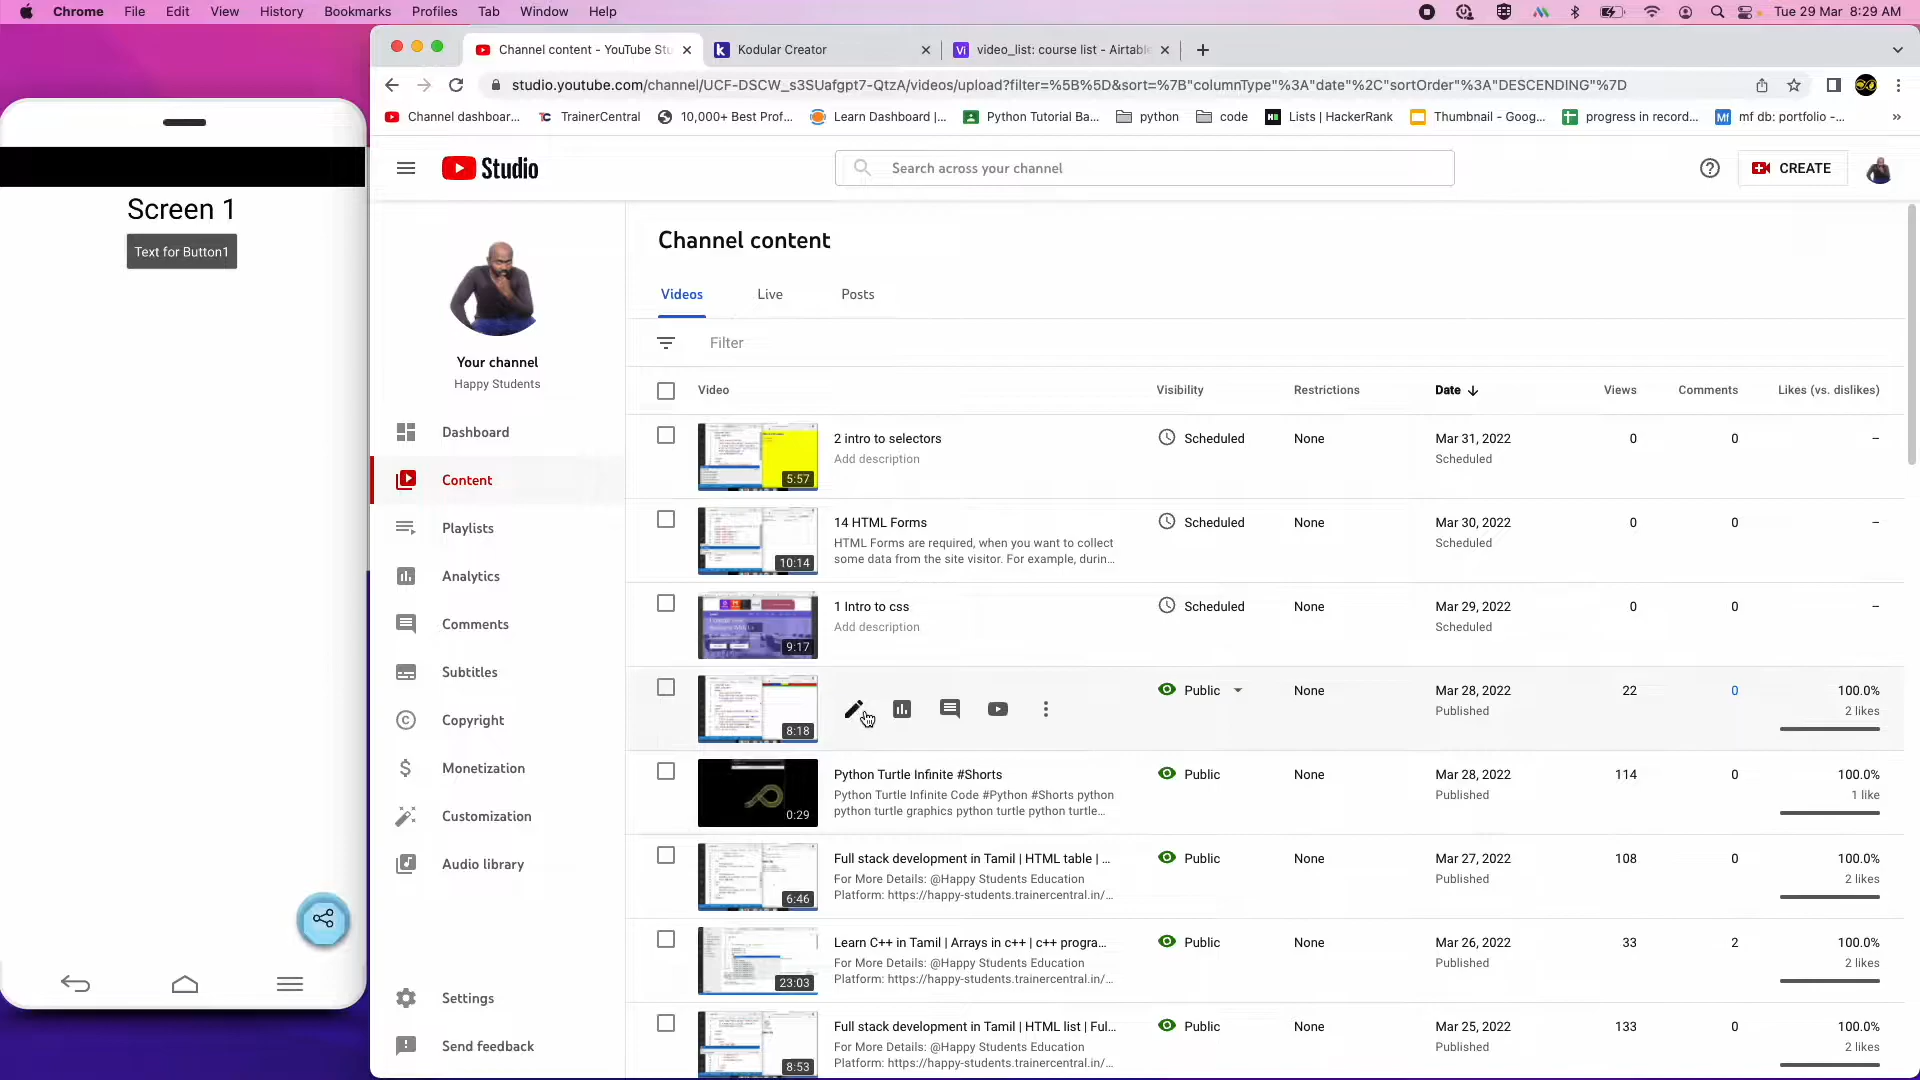 Chrome File Edit View History Bookmarks Profiles Tab Window Help Tue 29 Mar 8:29 AM
Channel content - YouTube Stu Kodular Creator Vi video_list: course list - Airtable
studio.youtube.com/channel/UCF-DSCW_s3SUafgpt7-QtzA/videos/upload?filter=%5B%5D&sort=%7B"columnType"%3A"date"%2C"sortOrder"%3A"DESCENDING"%7D
Channel dashboar... TC TrainerCentral 10,000+ Best Prof... Learn Dashboard |... Python Tutorial Ba... python code Lists | HackerRank Thumbnail - Goog... progress in record... Mf mf db: portfolio -... »
Studio Search across your channel CREATE
Screen 1
Text for Button1
Your channel
Happy Students
Dashboard
Content
Playlists
Analytics
Comments
Subtitles
Copyright
Monetization
Customization
Audio library
Settings
Send feedback
Channel content
Videos Live Posts
Filter
Video Visibility Restrictions Date Views Comments Likes (vs. dislikes)
2 intro to selectors Scheduled None Mar 31, 2022 0 0 –
Add description Scheduled
5:57
14 HTML Forms Scheduled None Mar 30, 2022 0 0 –
HTML Forms are required, when you want to collect Scheduled
some data from the site visitor. For example, durin...
10:14
1 Intro to css Scheduled None Mar 29, 2022 0 0 –
Add description Scheduled
9:17
Public None Mar 28, 2022 22 0 100.0%
Published 2 likes
8:18
Python Turtle Infinite #Shorts Public None Mar 28, 2022 114 0 100.0%
Python Turtle Infinite Code #Python #Shorts python Published 1 like
python turtle graphics python turtle python turtle...
0:29
Full stack development in Tamil | HTML table | ... Public None Mar 27, 2022 108 0 100.0%
For More Details: @Happy Students Education Published 2 likes
Platform: https://happy-students.trainercentral.in/...
6:46
Learn C++ in Tamil | Arrays in c++ | c++ progra... Public None Mar 26, 2022 33 2 100.0%
For More Details: @Happy Students Education Published 2 likes
Platform: https://happy-students.trainercentral.in/...
23:03
Full stack development in Tamil | HTML list | Ful... Public None Mar 25, 2022 133 0 100.0%
For More Details: @Happy Students Education Published 2 likes
Platform: https://happy-students.trainercentral.in/...
8:53